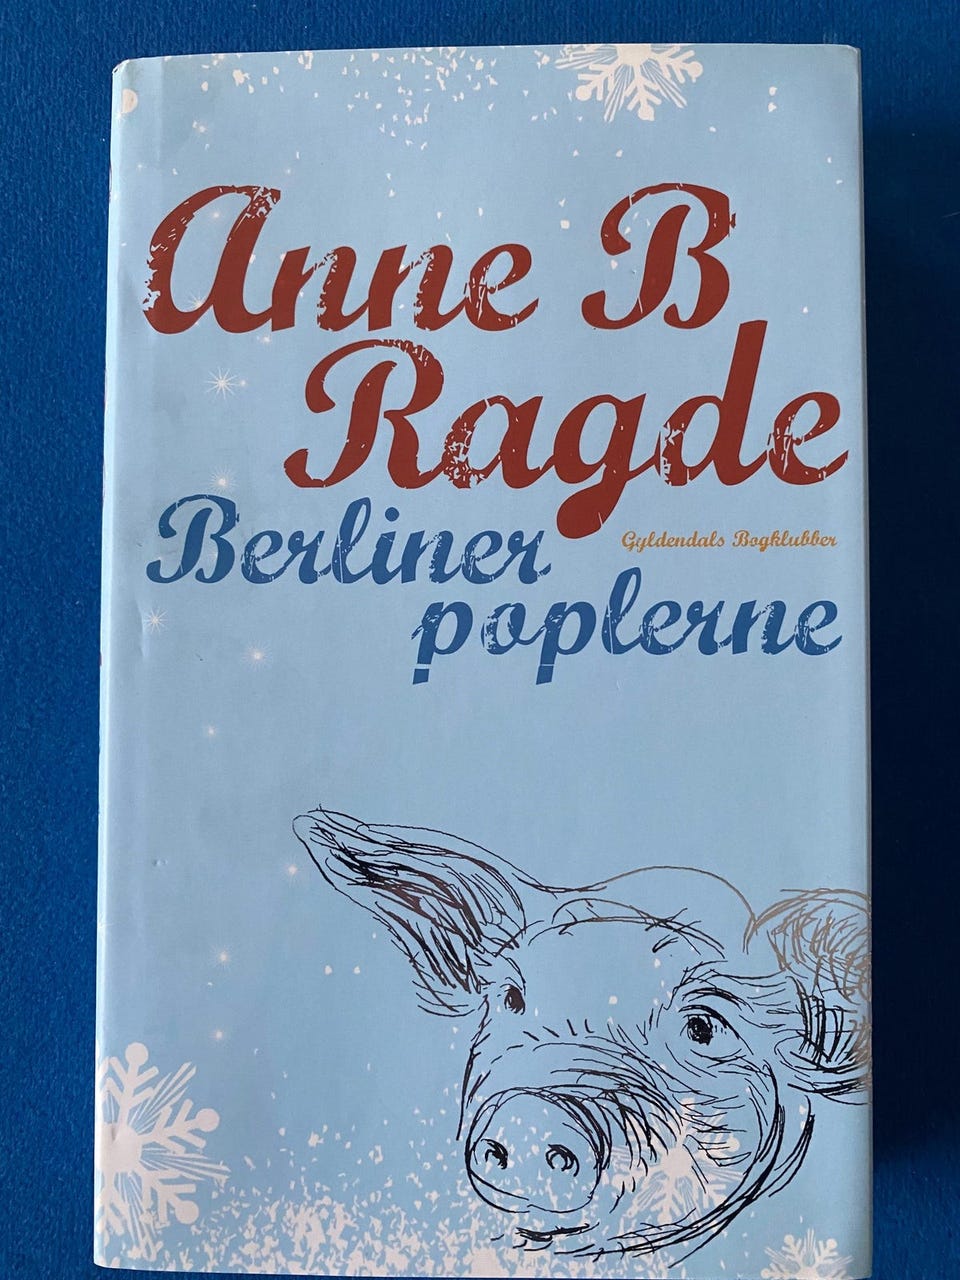 Anne B
Ragde
Berliner
Gyldendals Bogklubber
poplerne